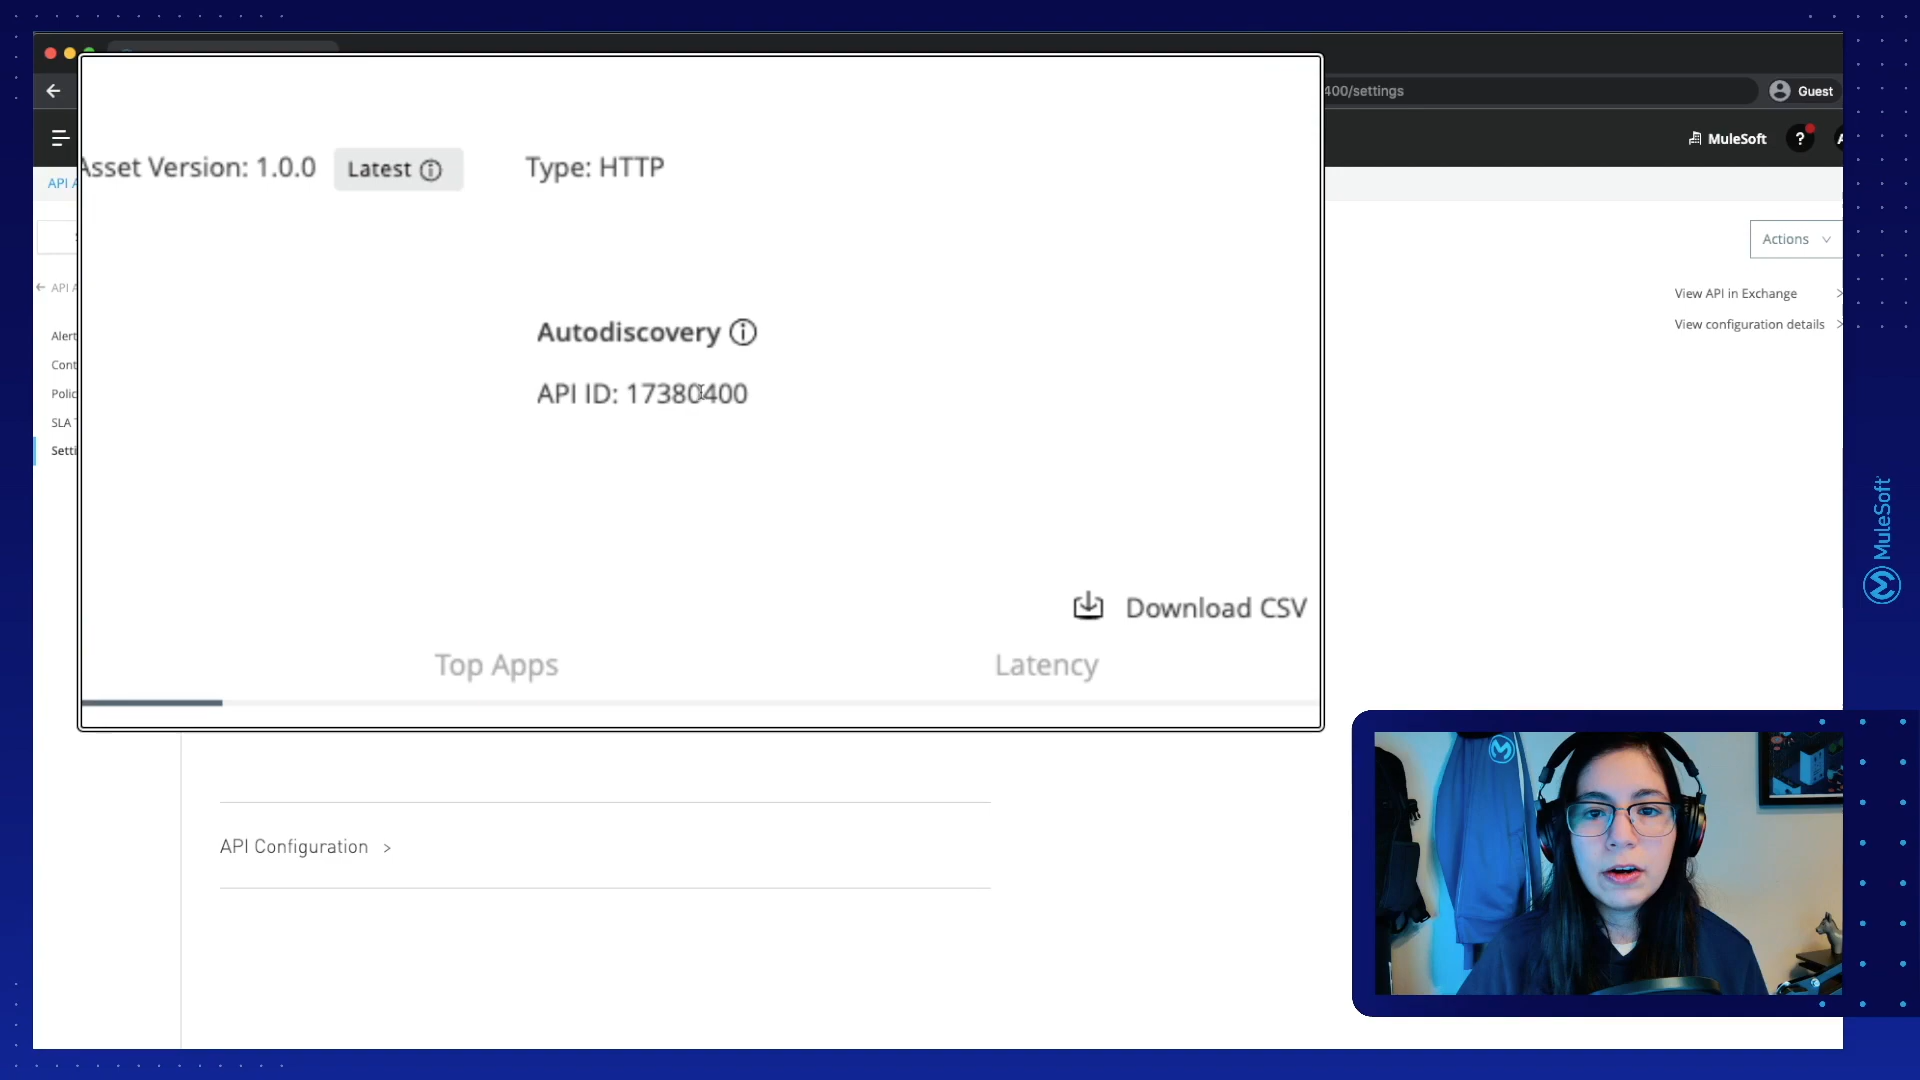 400/settings
Guest
MuleSoft
?
Asset Version: 1.0.0
Latest
Type: HTTP
API
Actions
API
View API in Exchange >
View configuration details >
Autodiscovery
API ID: 17380400
Alert
Cont
Polic
SLA
Setti
Download CSV
Top Apps
Latency
API Configuration >
MuleSoft